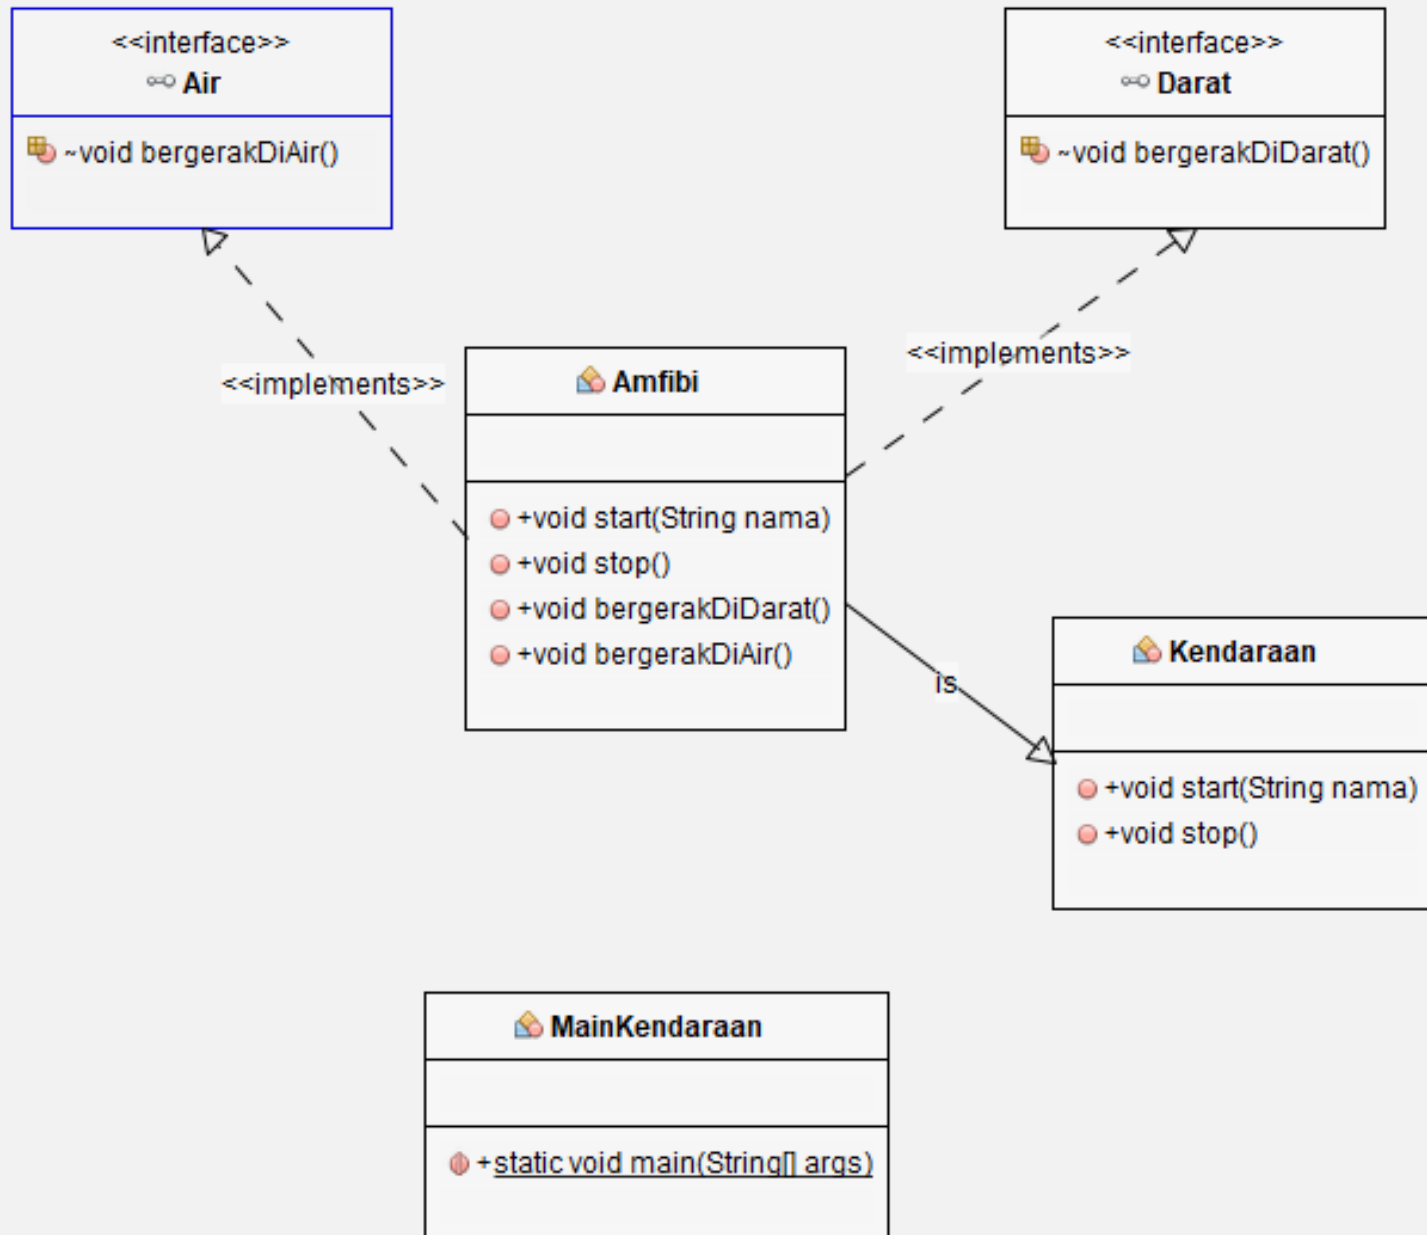 <<interface>>
Air
~void bergerakDiAir()
<<interface>>
Darat
~void bergerakDiDarat()
<<implements>>
<<implements>>
Amfibi
+void start(String nama)
+void stop()
+void bergerakDiDarat()
+void bergerakDiAir()
is
Kendaraan
+void start(String nama)
+void stop()
MainKendaraan
+static void main(String[] args)